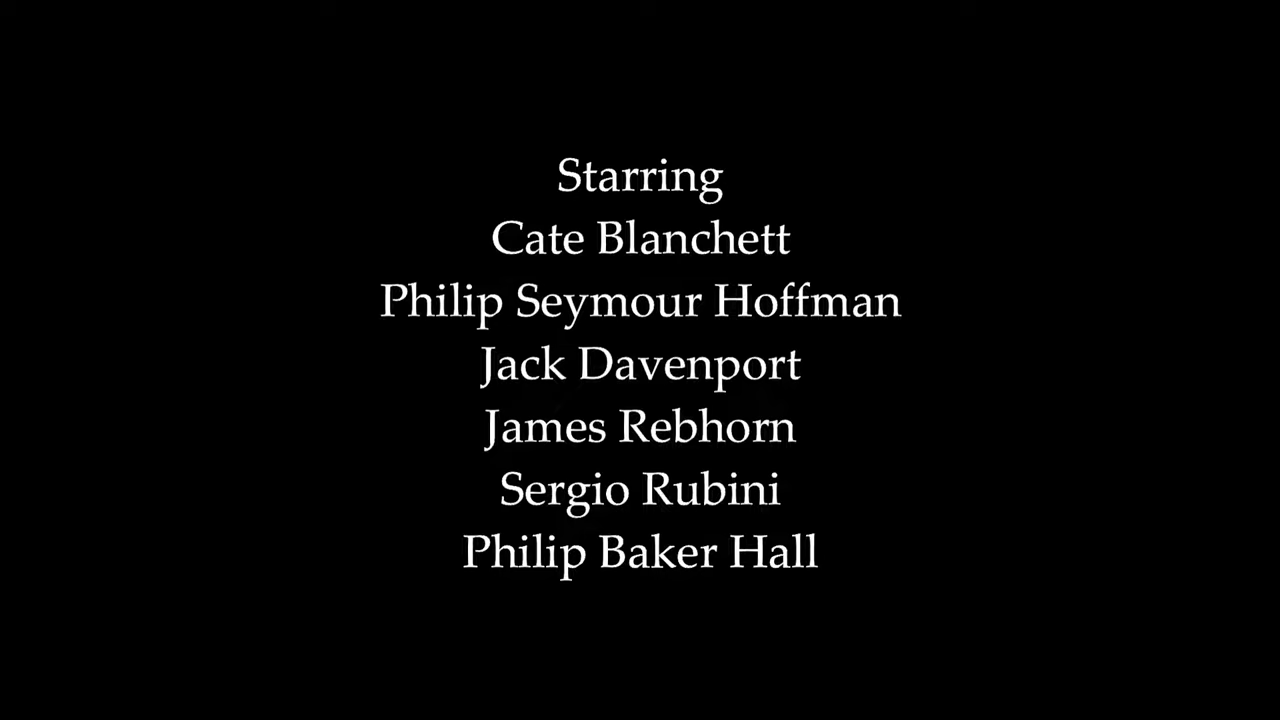 Starring
Cate Blanchett
Philip Seymour Hoffman
Jack Davenport
James Rebhorn
Sergio Rubini
Philip Baker Hall